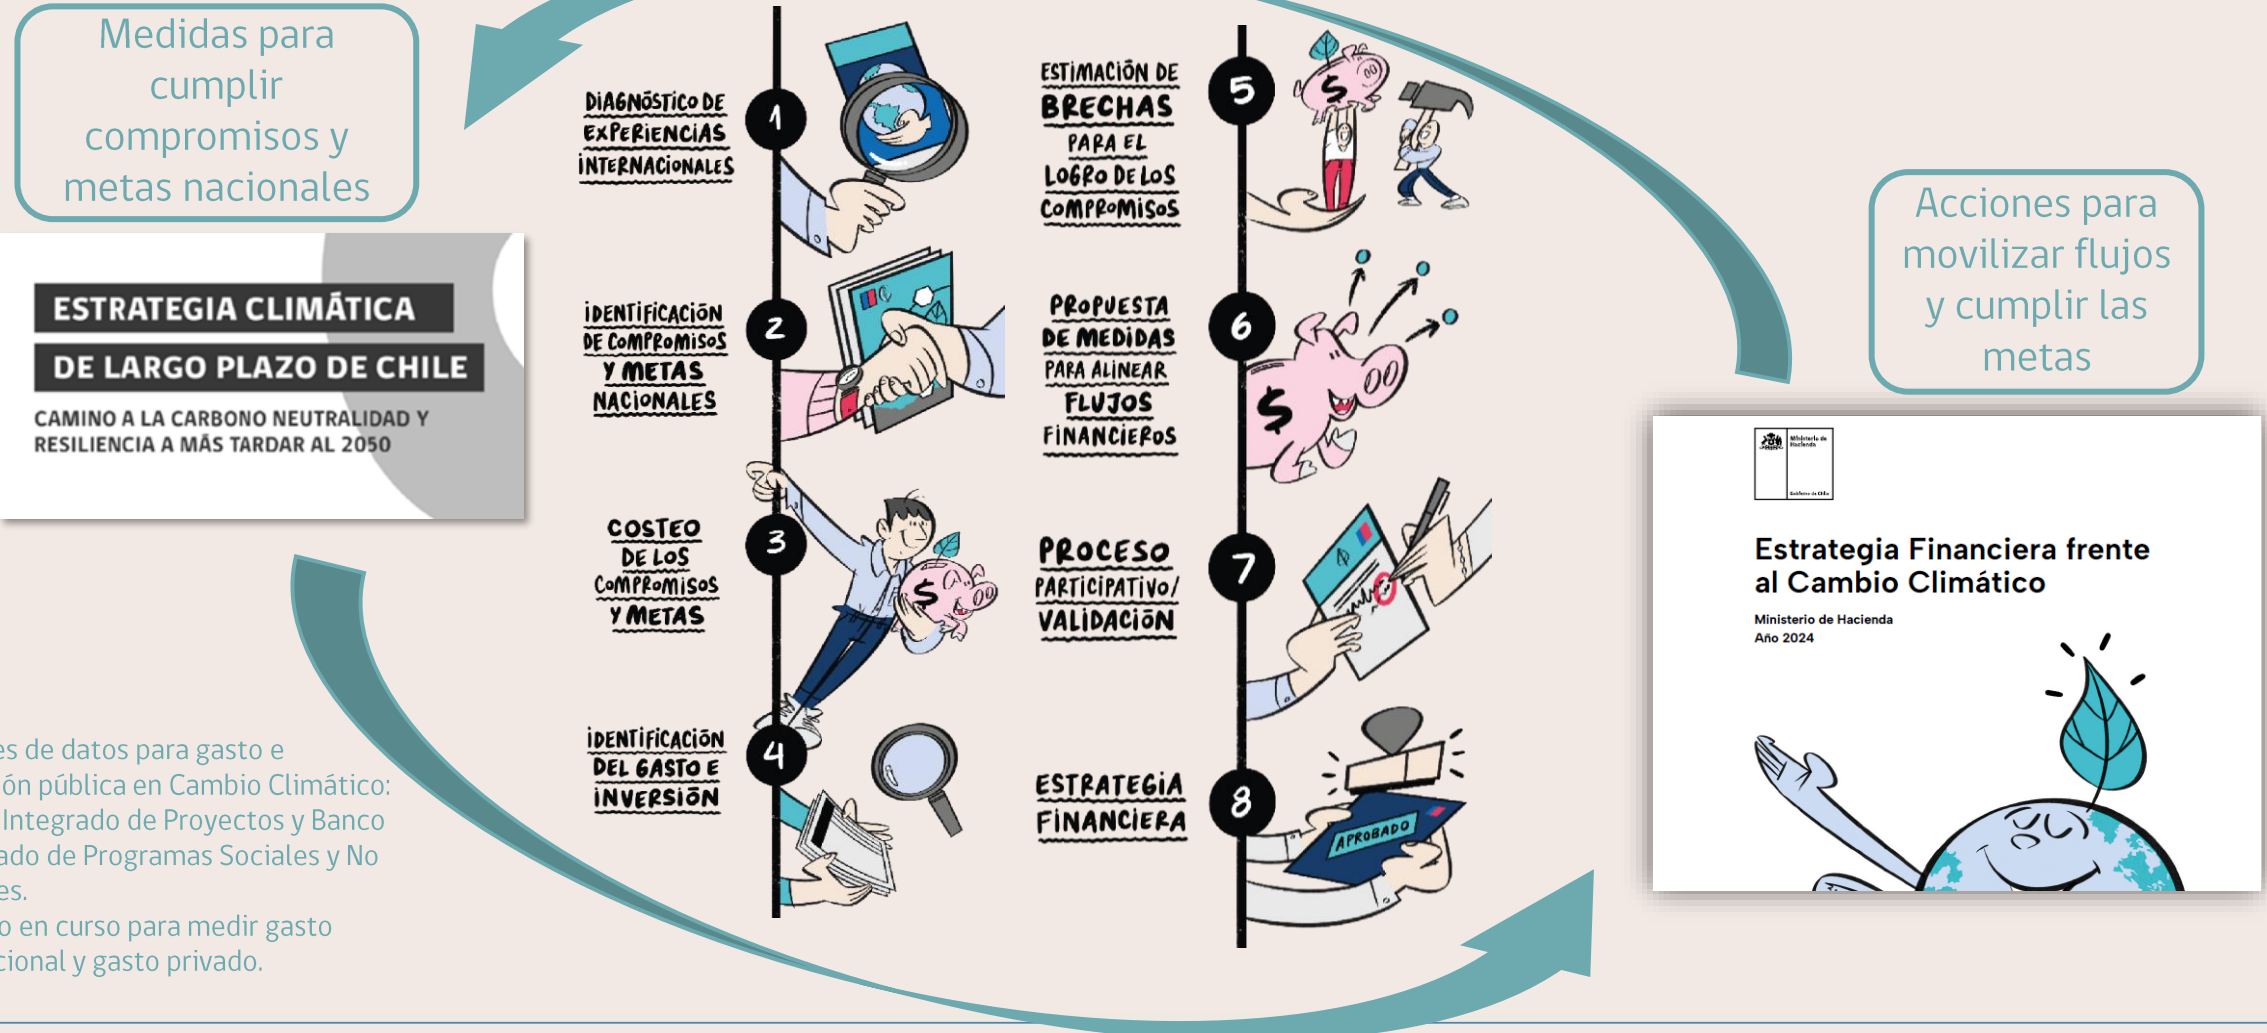 Medidas para
cumplir
compromisos y
metas nacionales
ESTRATEGIA CLIMÁTICA
DE LARGO PLAZO DE CHILE
CAMINO A LA CARBONO NEUTRALIDAD Y
RESILIENCIA A MÁS TARDAR AL 2050
es de datos para gasto e
ón pública en Cambio Climático:
Integrado de Proyectos y Banco
ado de Programas Sociales y No
es.
o en curso para medir gasto
cional y gasto privado.
1
DIAGNÓSTICO DE
EXPERIENCIAS
INTERNACIONALES
2
IDENTIFICACIÓN
DE COMPROMISOS
Y METAS
NACIONALES
3
COSTEO
DE LOS
COMPROMISOS
Y METAS
$
4
IDENTIFICACIÓN
DEL GASTO E
INVERSIÓN
5
ESTIMACIÓN DE
BRECHAS
PARA EL
LOGRO DE LOS
COMPROMISOS
$
6
PROPUESTA
DE MEDIDAS
PARA ALINEAR
FLUJOS
FINANCIEROS
$
7
PROCESO
PARTICIPATIVO/
VALIDACIÓN
8
ESTRATEGIA
FINANCIERA
APROBADO
Acciones para
movilizar flujos
y cumplir las
metas
Ministerio de
Hacienda
Gobierno de Chile
Estrategia Financiera frente
al Cambio Climático
Ministerio de Hacienda
Año 2024